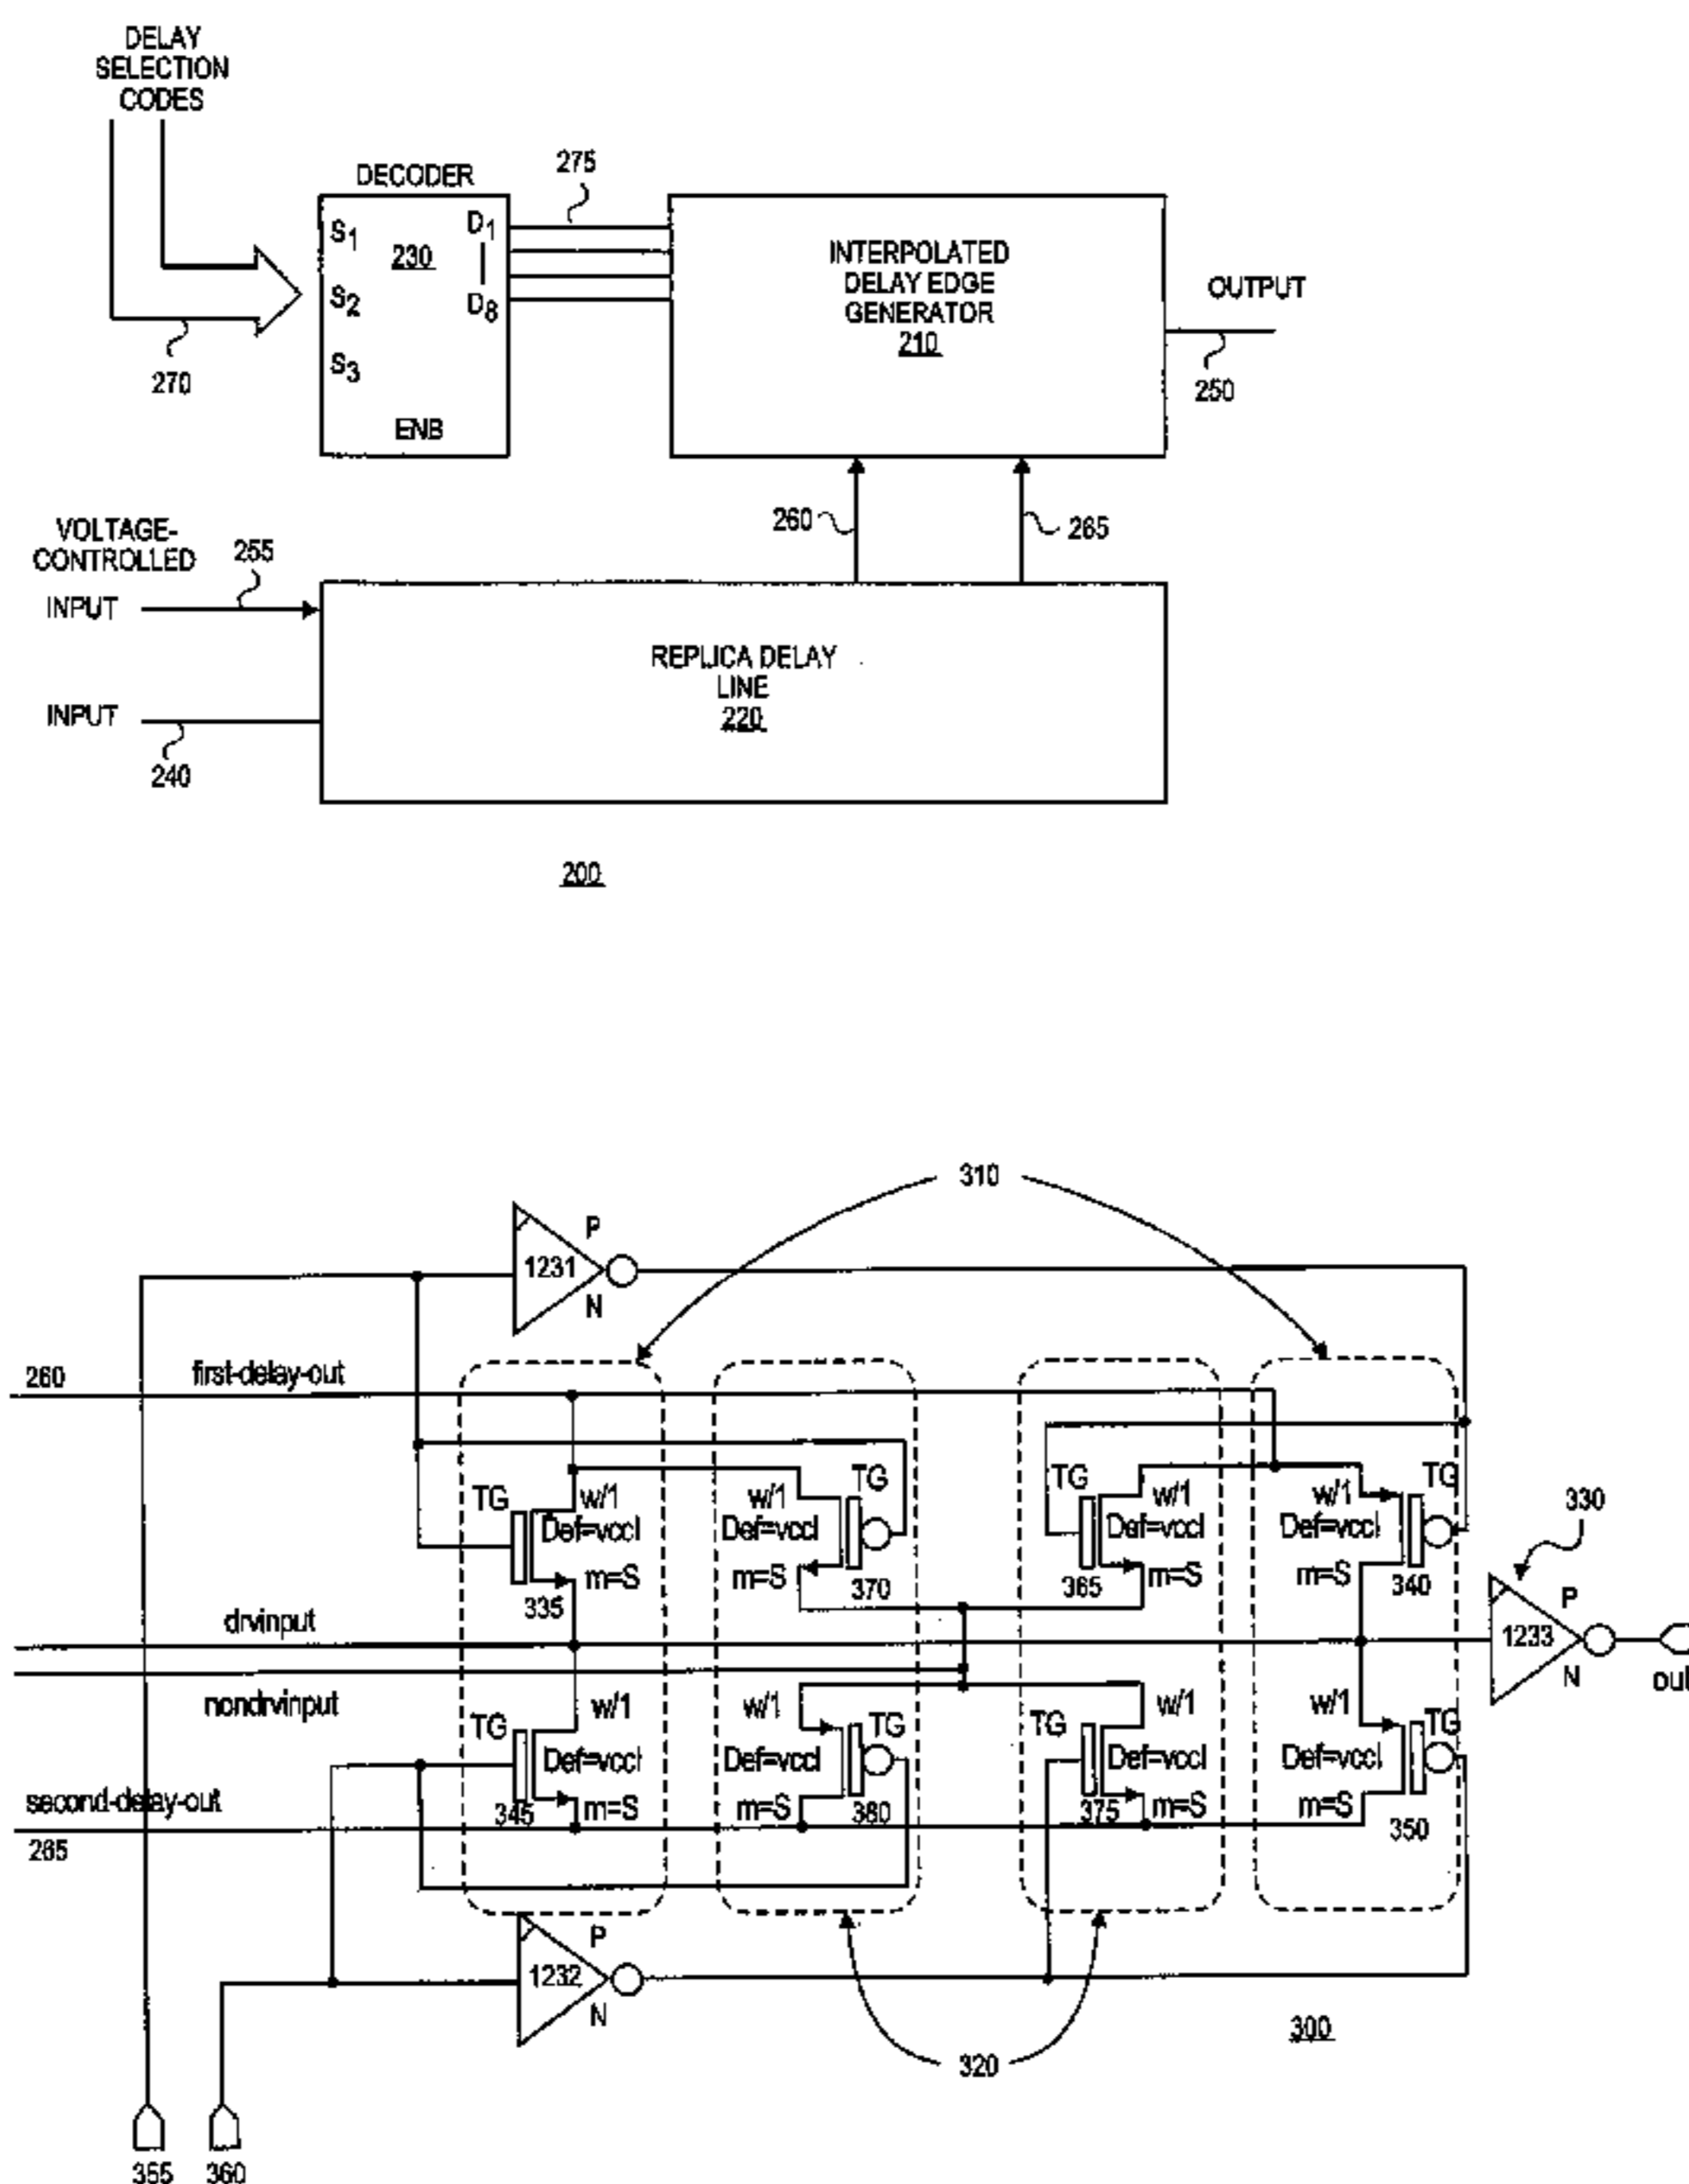 DELAY
SELECTION
CODES
275
DECODER
S1
D1
230
S2
D8
S3
ENB
INTERPOLATED
DELAY EDGE
GENERATOR
210
OUTPUT
250
270
260
265
VOLTAGE-
CONTROLLED
255
INPUT
REPLICA DELAY
LINE
220
INPUT
240
200
310
P
1231
N
260
first-delay-out
TG
w/1
Def=vccl
m=S
335
w/1
TG
Def=vccl
m=S
370
TG
w/1
Def=vccl
365
m=S
w/1
TG
Def=vccl
m=S
340
330
drvinput
P
1233
N
out
nondrvinput
TG
w/1
Def=vccl
345
m=S
w/1
TG
Def=vccl
m=S
380
TG
w/1
Def=vccl
375
m=S
w/1
TG
Def=vccl
m=S
350
second-delay-out
265
P
1232
N
320
300
355
360